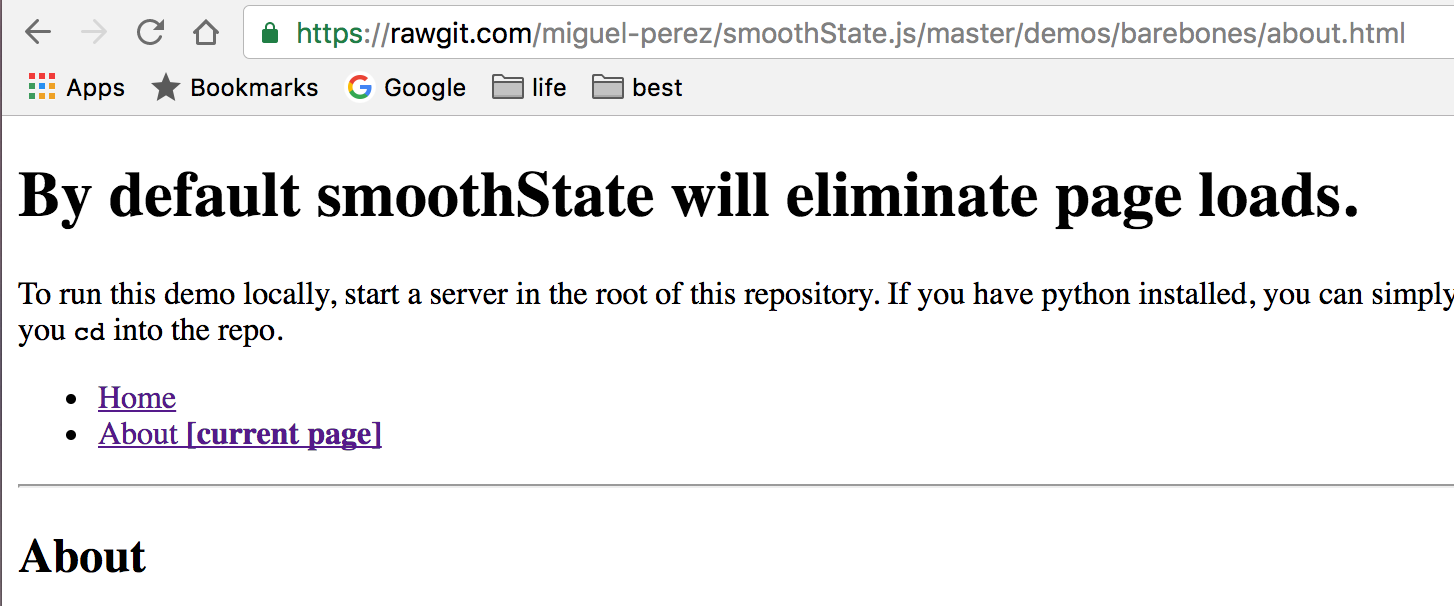 https://rawgit.com/miguel-perez/smoothState.js/master/demos/barebones/about.html
Apps Bookmarks Google life best
By default smoothState will eliminate page loads.
To run this demo locally, start a server in the root of this repository. If you have python installed, you can simply
you cd into the repo.
Home
About [current page]
About